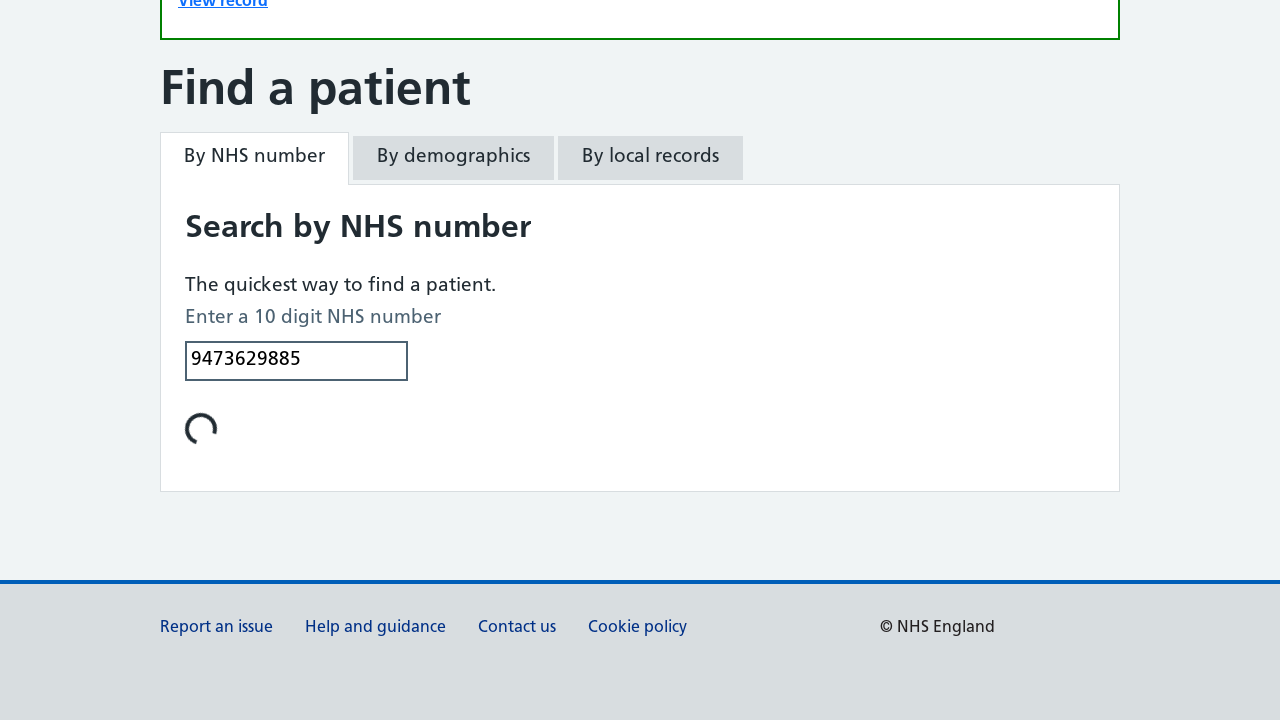 View record
Find a patient
By NHS number
By demographics
By local records
Search by NHS number
The quickest way to find a patient.
Enter a 10 digit NHS number
9473629885
Report an issue
Help and guidance
Contact us
Cookie policy
© NHS England